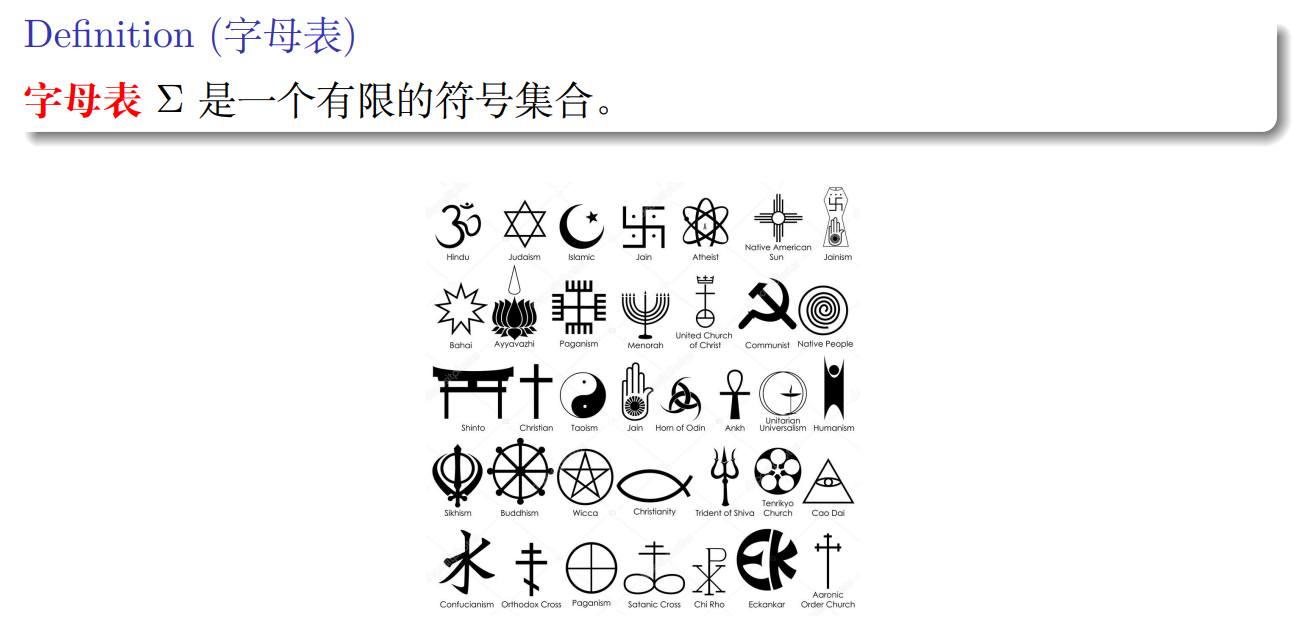 Definition (字母表)
字母表 Σ 是一个有限的符号集合。
Hindu Judaism Islamic Jain Atheist Native American Sun Jainism
Bahai Ayyavazhi Paganism Menorah United Church of Christ Communist Native People
Shinto Christian Taoism Jain Horn of Odin Ankh Unitarian Universalism Humanism
Sikhism Buddhism Wicca Christianity Trident of Shiva Tenrikyo Church Cao Dai
Confucianism Orthodox Cross Paganism Satanic Cross Chi Rho EK Eckankar Aaronic Order Church